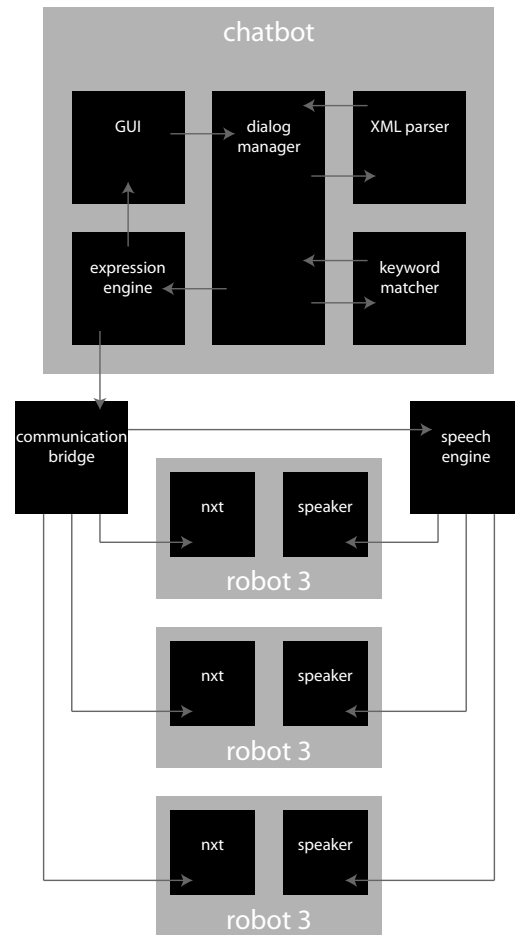 chatbot
GUI
dialog
manager
XML parser
expression
engine
keyword
matcher
communication
bridge
speech
engine
nxt
speaker
robot 3
nxt
speaker
robot 3
nxt
speaker
robot 3